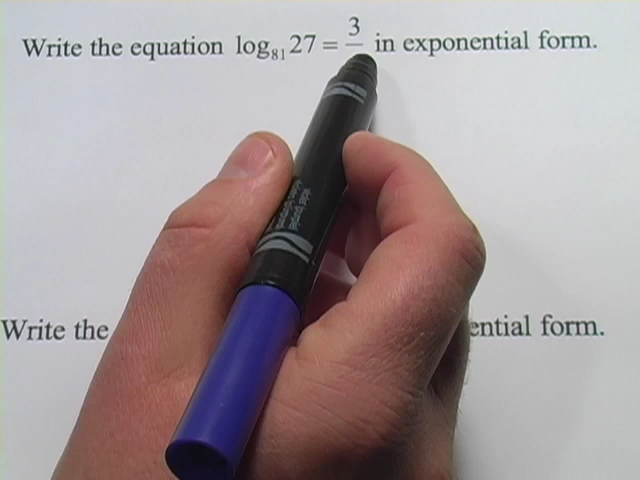 Write the equation log₈₁ 27 = 3/ in exponential form.
Write the
ential form.